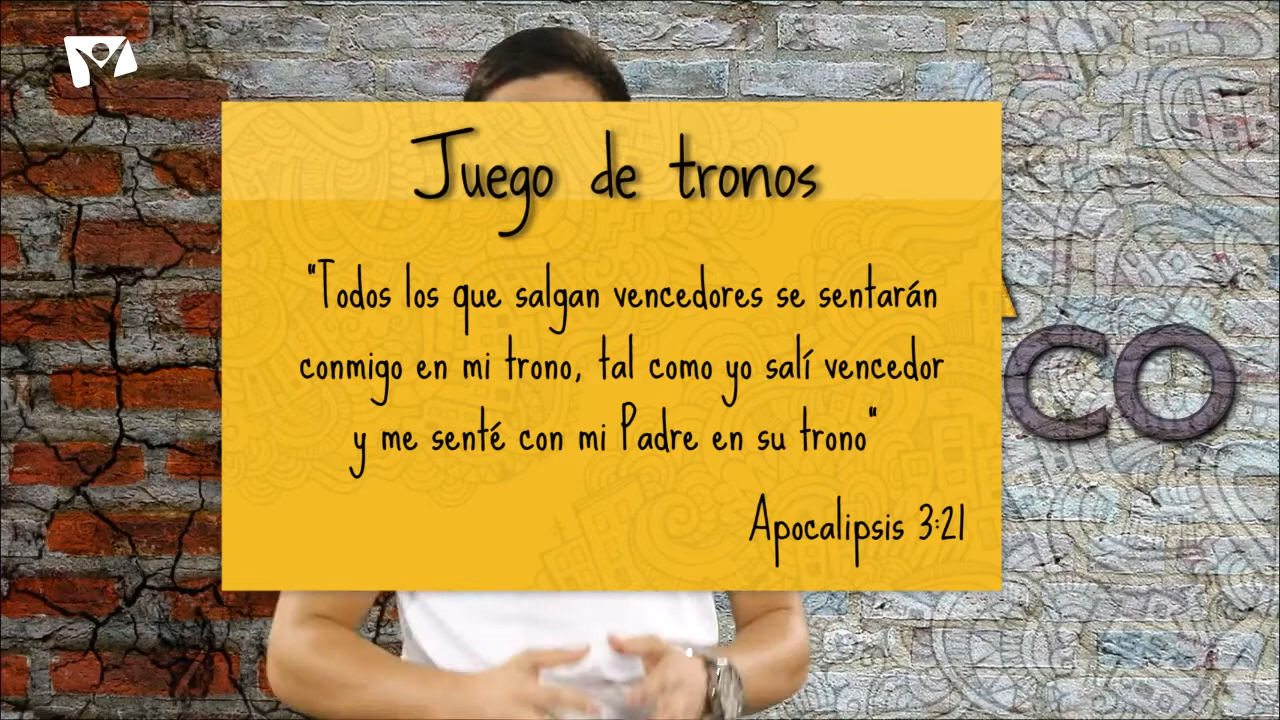 Juego de tronos
"Todos los que salgan vencedores se sentarán
conmigo en mi trono, tal como yo salí vencedor
y me senté con mi Padre en su trono"
Apocalipsis 3:21
CO